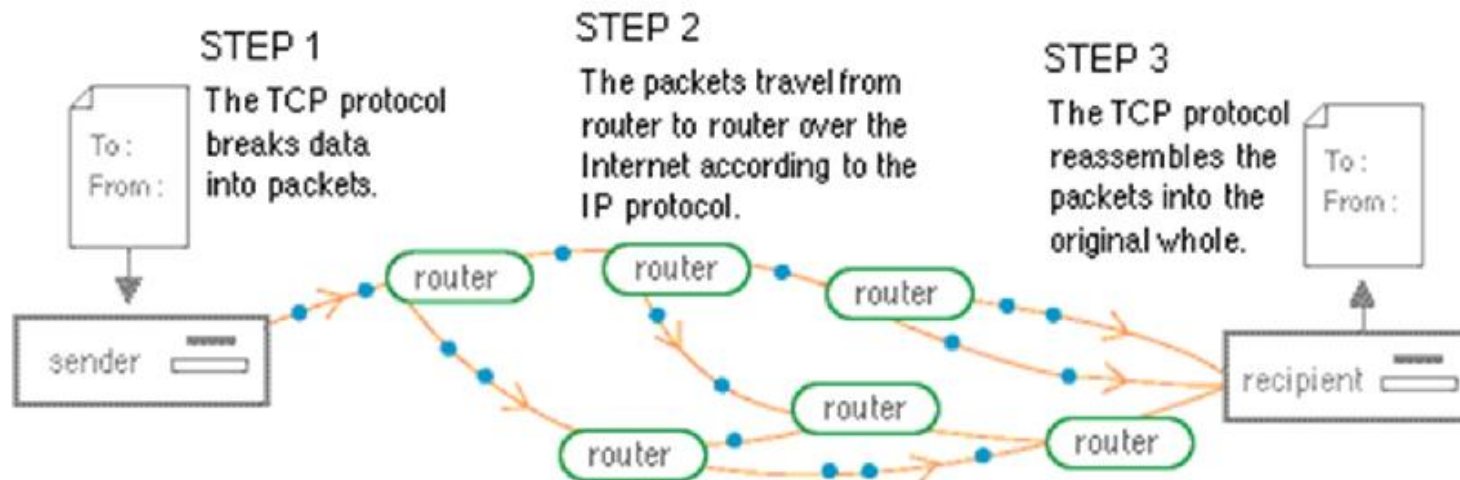 STEP 1
The TCP protocol
breaks data
into packets.
To:
From:
STEP 2
The packets travel from
router to router over the
Internet according to the
IP protocol.
STEP 3
The TCP protocol
reassembles the
packets into the
original whole.
To:
From:
router
router
router
sender
recipient
router
router
router